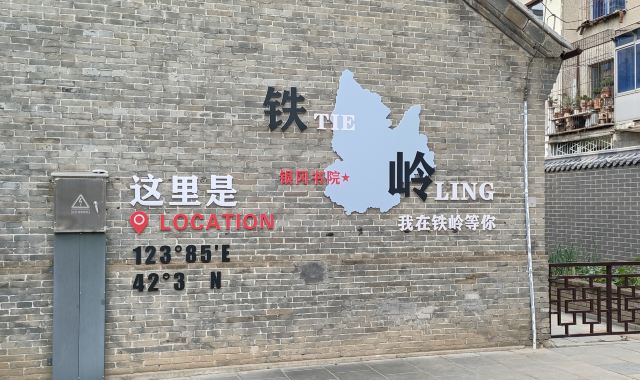 铁 TIE
银冈书院★
岭 LING
我在铁岭等你
这里是
LOCATION
123°85'E
42°3 N